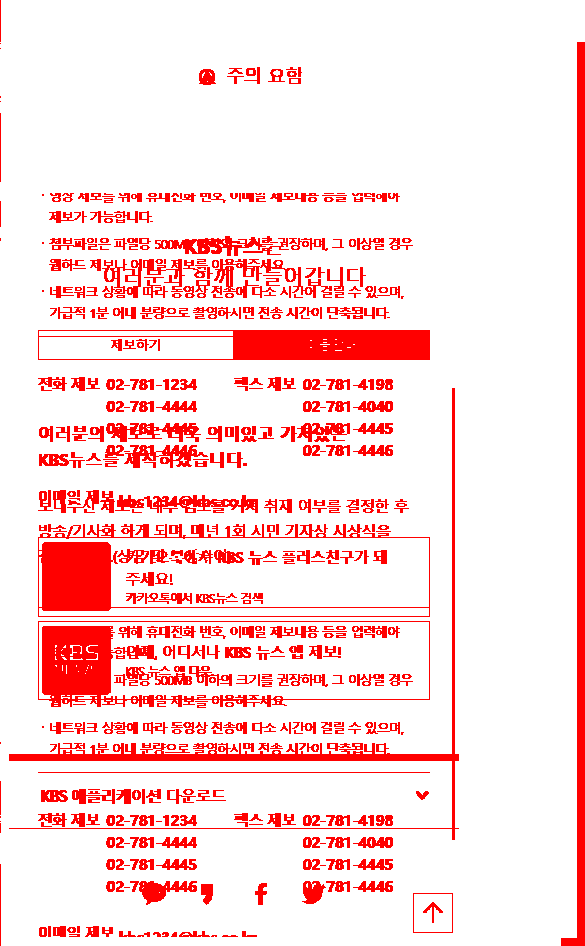 주의 요함
· 영상 제보를 위해 휴대전화 번호, 이메일 제보내용 등을 입력해야
제보가 가능합니다.
· 첨부파일은 파일당 500MB 크기를 권장하며, 그 이상일 경우
KBS뉴스는
웹하드 제보나 이메일 제보를 이용해주세요.
여러분과 함께 만들어갑니다
· 네트워크 상황에 따라 동영상 전송에 다소 시간이 걸릴 수 있으며,
가급적 1분 이내 분량으로 촬영하시면 전송 시간이 단축됩니다.
제보하기
전화 제보 02-781-1234 팩스 제보 02-781-4198
02-781-4444 02-781-4040
02-781-4445 02-781-4445
여러분의 제보로 더욱 의미있고 가치있는
02-781-4446 02-781-4446
KBS뉴스를 제작하겠습니다.
이메일 제보 kbs1234@kbs.co.kr
보내주신 제보는 내부 검토를 거쳐 취재 여부를 결정한 후
방송/기사화 하게 되며, 매년 1회 시민 기자상 시상식을
카카오톡에서 KBS 뉴스 플러스친구가 돼
주세요!
카카오톡에서 KBS뉴스 검색
위해 휴대전화 번호, 이메일 제보내용 등을 입력해야
언제, 어디서나 KBS 뉴스 앱 제보!
KBS
KBS 뉴스 앱 다운
파일당 500MB 이하의 크기를 권장하며, 그 이상일 경우
웹하드 제보나 이메일 제보를 이용해주세요.
· 네트워크 상황에 따라 동영상 전송에 다소 시간이 걸릴 수 있으며,
가급적 1분 이내 분량으로 촬영하시면 전송 시간이 단축됩니다.
KBS 애플리케이션 다운로드
전화 제보 02-781-1234 팩스 제보 02-781-4198
02-781-4444 02-781-4040
02-781-4445 02-781-4445
02-781-4446 02-781-4446
이메일 제보 kbs1234@kbs.co.kr